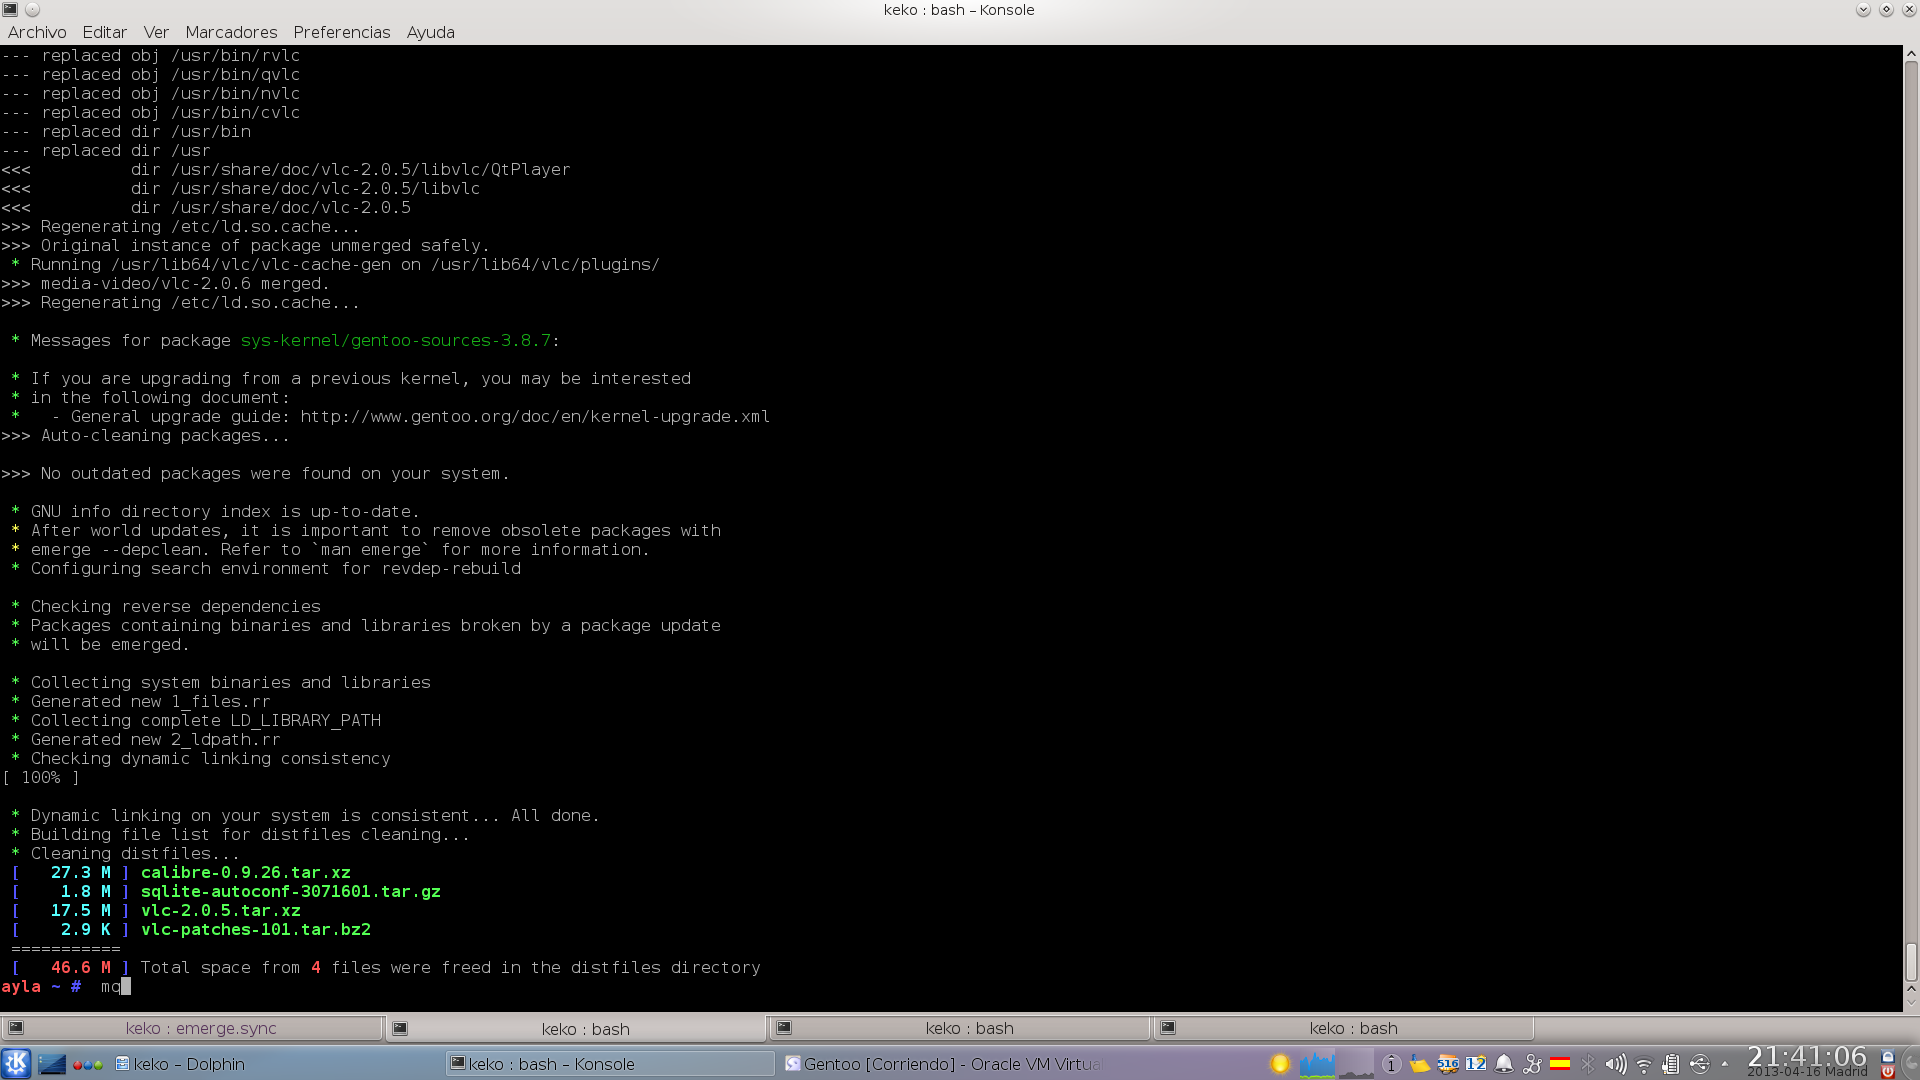 keko : bash – Konsole
Archivo Editar Ver Marcadores Preferencias Ayuda
--- replaced obj /usr/bin/rvlc
--- replaced obj /usr/bin/qvlc
--- replaced obj /usr/bin/nvlc
--- replaced obj /usr/bin/cvlc
--- replaced dir /usr/bin
--- replaced dir /usr
<<<          dir /usr/share/doc/vlc-2.0.5/libvlc/QtPlayer
<<<          dir /usr/share/doc/vlc-2.0.5/libvlc
<<<          dir /usr/share/doc/vlc-2.0.5
>>> Regenerating /etc/ld.so.cache...
>>> Original instance of package unmerged safely.
 * Running /usr/lib64/vlc/vlc-cache-gen on /usr/lib64/vlc/plugins/
>>> media-video/vlc-2.0.6 merged.
>>> Regenerating /etc/ld.so.cache...
 * Messages for package sys-kernel/gentoo-sources-3.8.7:
 * If you are upgrading from a previous kernel, you may be interested
 * in the following document:
 *   - General upgrade guide: http://www.gentoo.org/doc/en/kernel-upgrade.xml
>>> Auto-cleaning packages...
>>> No outdated packages were found on your system.
 * GNU info directory index is up-to-date.
 * After world updates, it is important to remove obsolete packages with
 * emerge --depclean. Refer to `man emerge` for more information.
 * Configuring search environment for revdep-rebuild
 * Checking reverse dependencies
 * Packages containing binaries and libraries broken by a package update
 * will be emerged.
 * Collecting system binaries and libraries
 * Generated new 1_files.rr
 * Collecting complete LD_LIBRARY_PATH
 * Generated new 2_ldpath.rr
 * Checking dynamic linking consistency
[ 100% ]
 * Dynamic linking on your system is consistent... All done.
 * Building file list for distfiles cleaning...
 * Cleaning distfiles...
 [   27.3 M ] calibre-0.9.26.tar.xz
 [    1.8 M ] sqlite-autoconf-3071601.tar.gz
 [   17.5 M ] vlc-2.0.5.tar.xz
 [    2.9 K ] vlc-patches-101.tar.bz2
 ===========
 [   46.6 M ] Total space from 4 files were freed in the distfiles directory
ayla ~ #  mq
keko : emerge.sync keko : bash keko : bash keko : bash
keko – Dolphin keko : bash – Konsole Gentoo [Corriendo] - Oracle VM Virtua 516 12 21:41:06
2013-04-16 Madrid